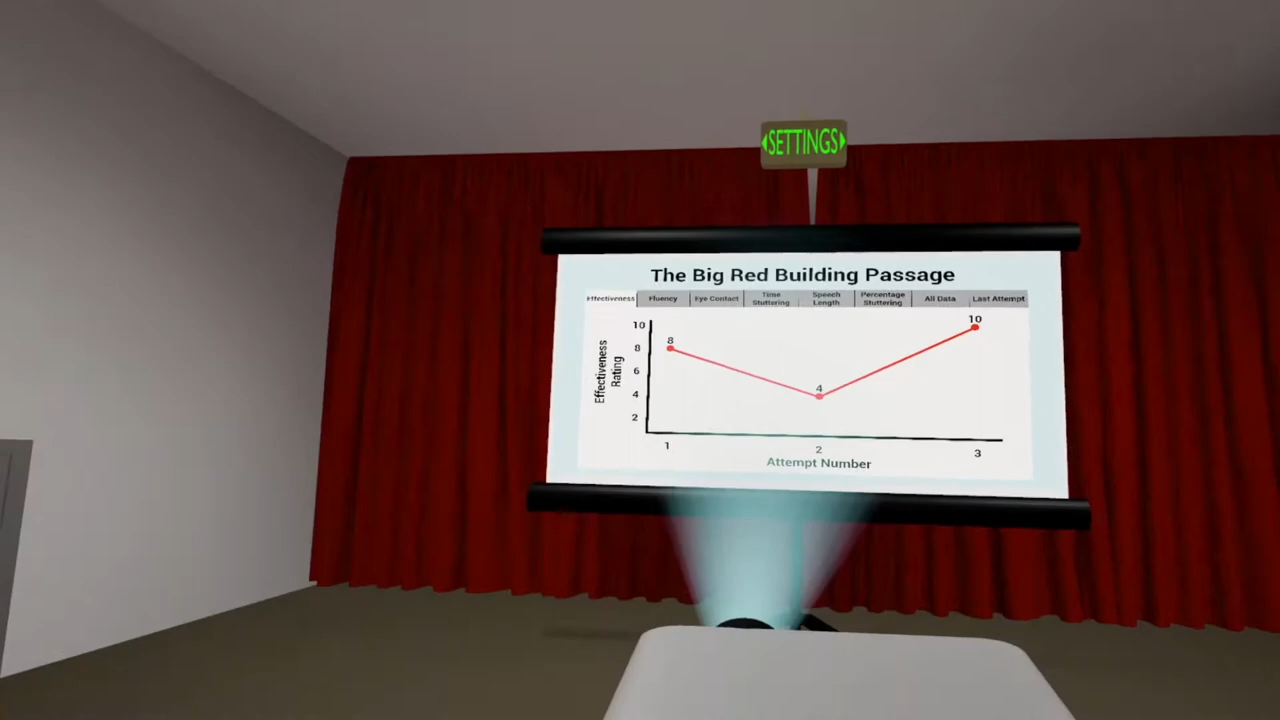 SETTINGS
The Big Red Building Passage
Effectiveness Fluency Eye Contact Time Stuttering Speech Length Percentage Stuttering All Data Last Attempt
Effectiveness Rating
10
8
6
4
2
8
4
10
1 2 3
Attempt Number